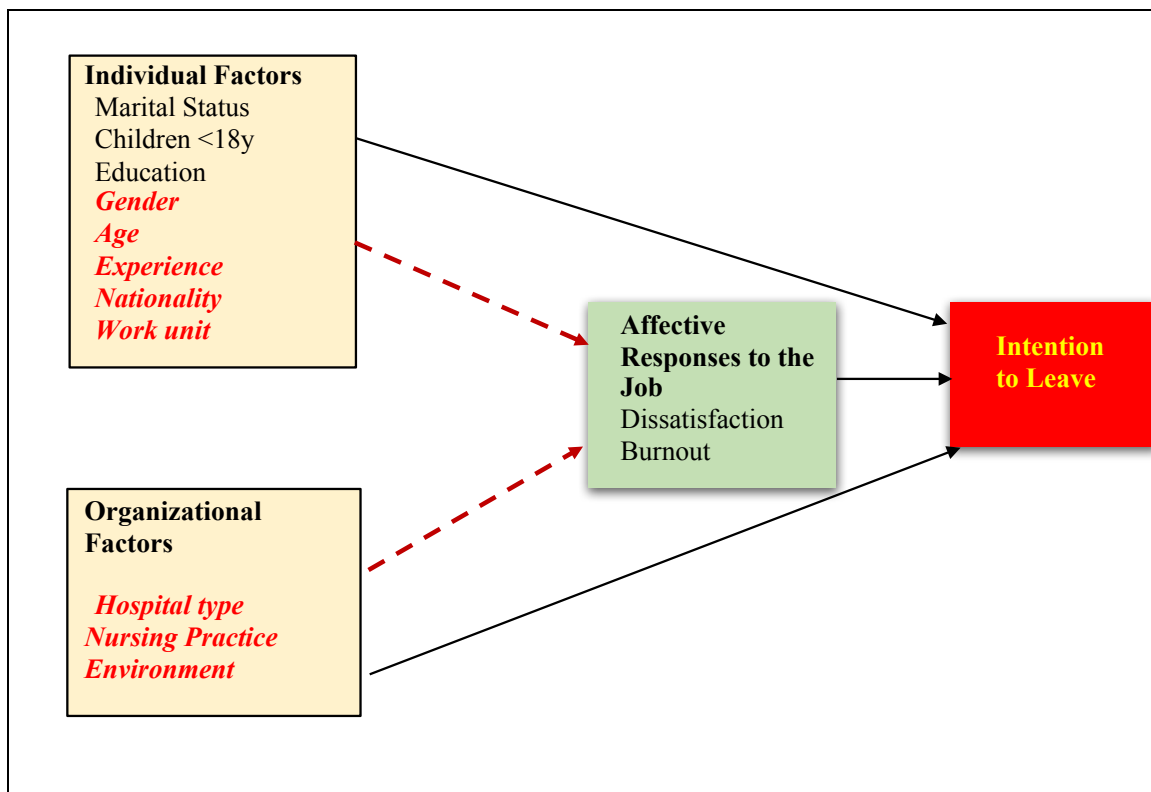 Individual Factors
Marital Status
Children <18y
Education
Gender
Age
Experience
Nationality
Work unit
Affective
Responses to the
Job
Dissatisfaction
Burnout
Intention
to Leave
Organizational
Factors
Hospital type
Nursing Practice
Environment